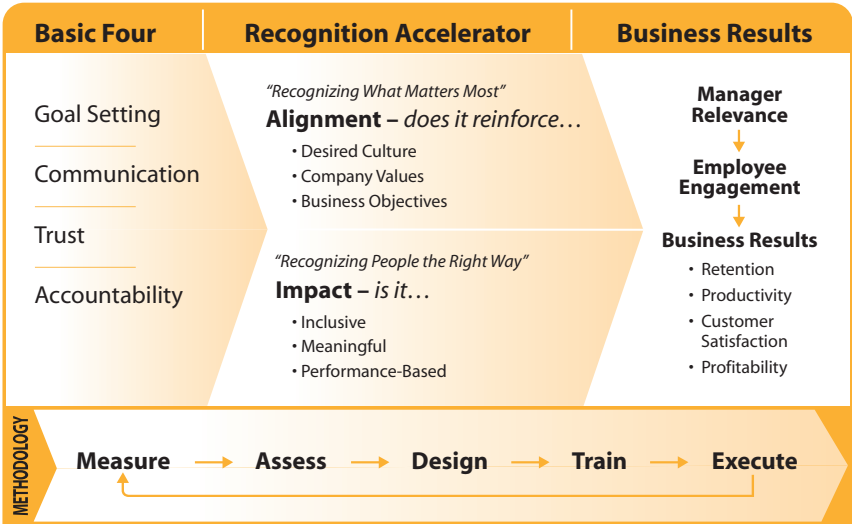 Basic Four
Recognition Accelerator
Business Results
Goal Setting
Communication
Trust
Accountability
“Recognizing What Matters Most”
Alignment – does it reinforce…
• Desired Culture
• Company Values
• Business Objectives
“Recognizing People the Right Way”
Impact – is it…
• Inclusive
• Meaningful
• Performance-Based
Manager
Relevance
Employee
Engagement
Business Results
• Retention
• Productivity
• Customer
Satisfaction
• Profitability
METHODOLOGY
Measure
Assess
Design
Train
Execute